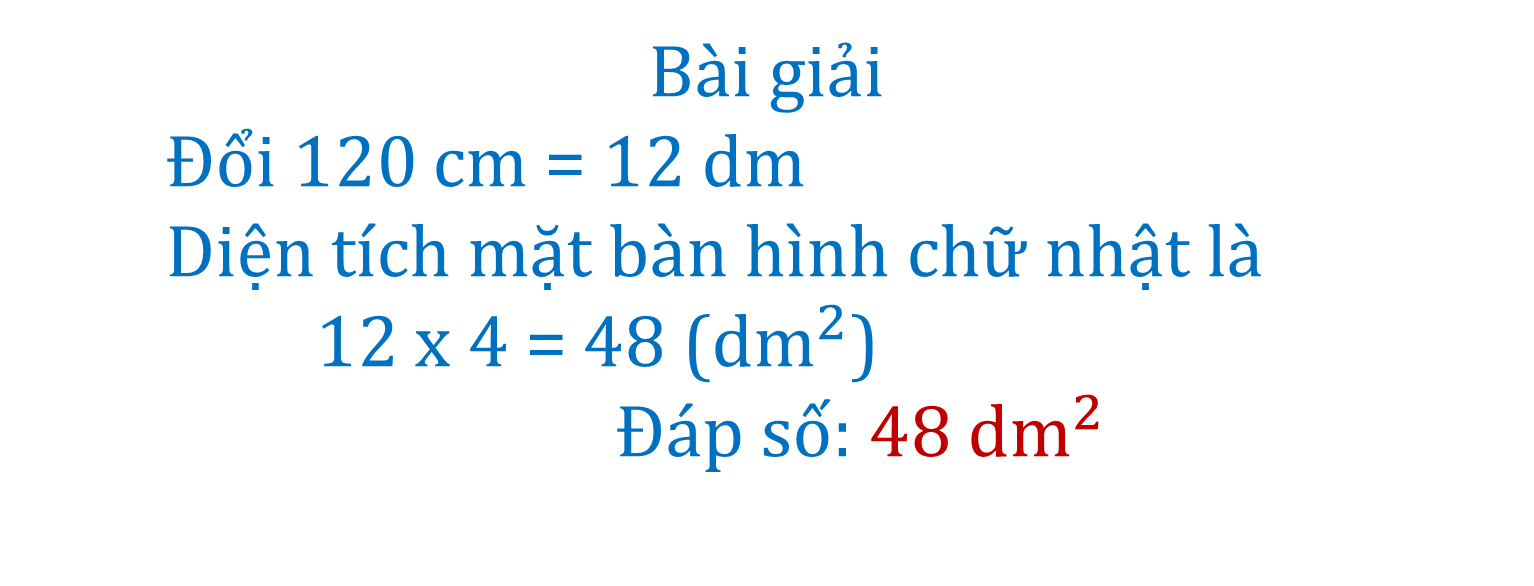 Bài giải
Đổi 120 cm = 12 dm
Diện tích mặt bàn hình chữ nhật là
12 x 4 = 48 (dm²)
Đáp số: 48 dm²